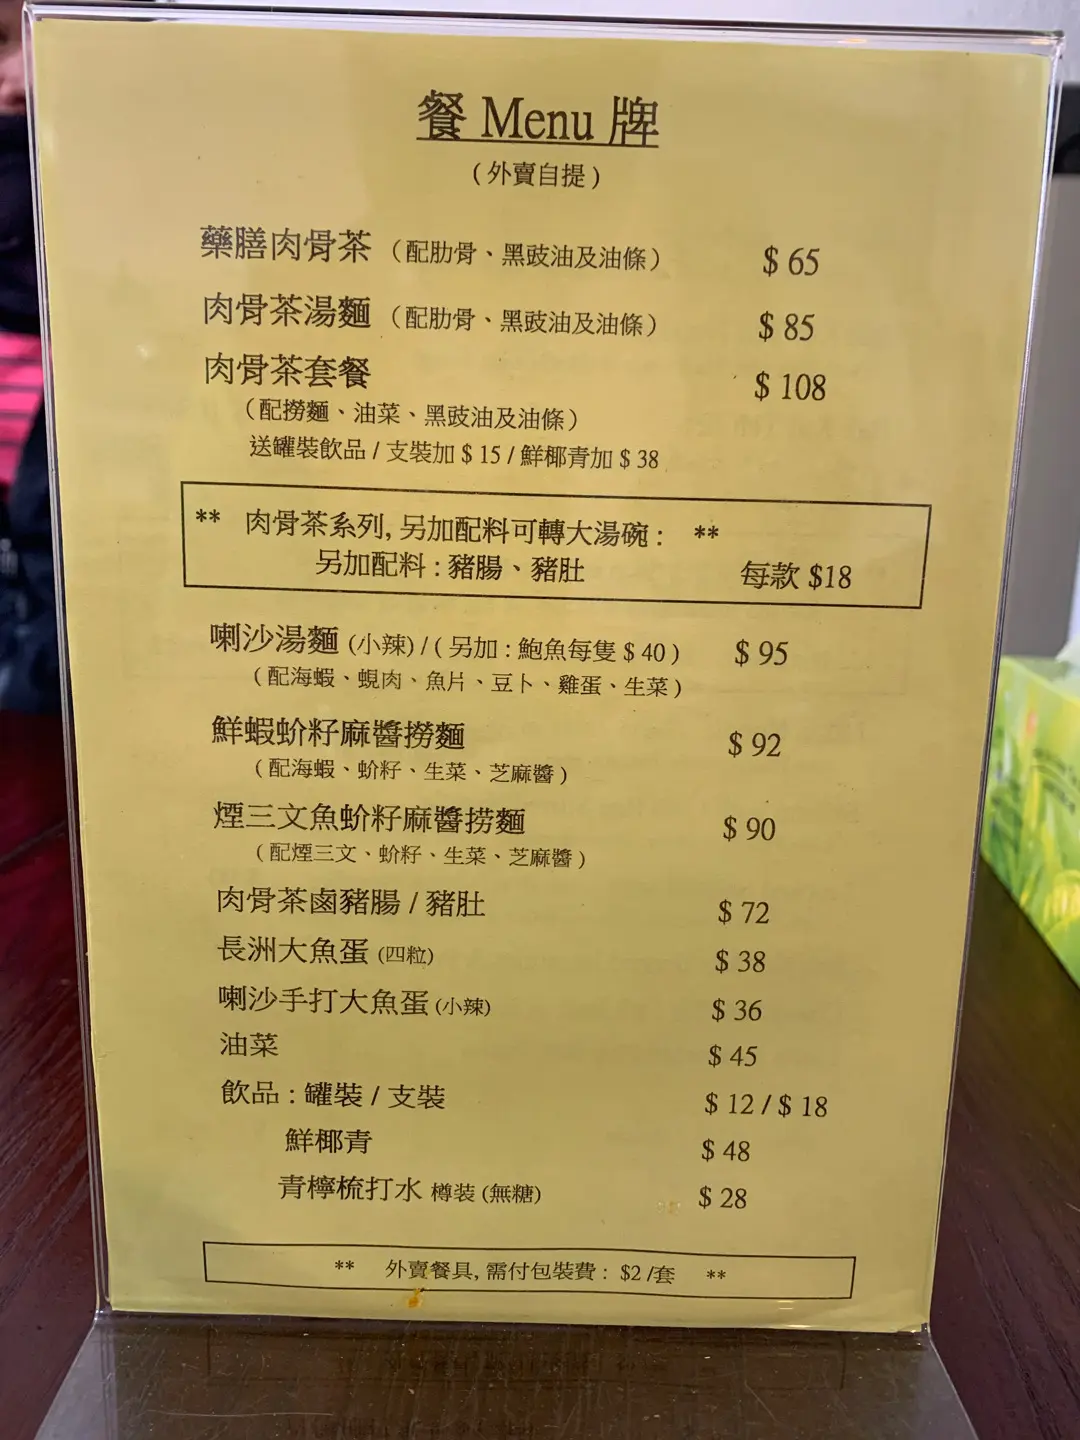 餐 Menu 牌
(外賣自提)
藥膳肉骨茶 (配肋骨、黑豉油及油條) $ 65
肉骨茶湯麵 (配肋骨、黑豉油及油條) $ 85
肉骨茶套餐 $ 108
(配撈麵、油菜、黑豉油及油條)
送罐裝飲品 / 支裝加 $ 15 / 鮮椰青加 $ 38
** 肉骨茶系列, 另加配料可轉大湯碗 : **
另加配料 : 豬腸、豬肚 每款 $18
喇沙湯麵 (小辣) / ( 另加 : 鮑魚每隻 $ 40 ) $ 95
(配海蝦、蜆肉、魚片、豆卜、雞蛋、生菜)
鮮蝦蚧籽麻醬撈麵 $ 92
(配海蝦、蚧籽、生菜、芝麻醬)
煙三文魚蚧籽麻醬撈麵 $ 90
(配煙三文、蚧籽、生菜、芝麻醬)
肉骨茶鹵豬腸 / 豬肚 $ 72
長洲大魚蛋 (四粒) $ 38
喇沙手打大魚蛋 (小辣) $ 36
油菜 $ 45
飲品 : 罐裝 / 支裝 $ 12 / $ 18
鮮椰青 $ 48
青檸梳打水 樽装 (無糖) $ 28
** 外賣餐具, 需付包裝費 : $2 /套 **